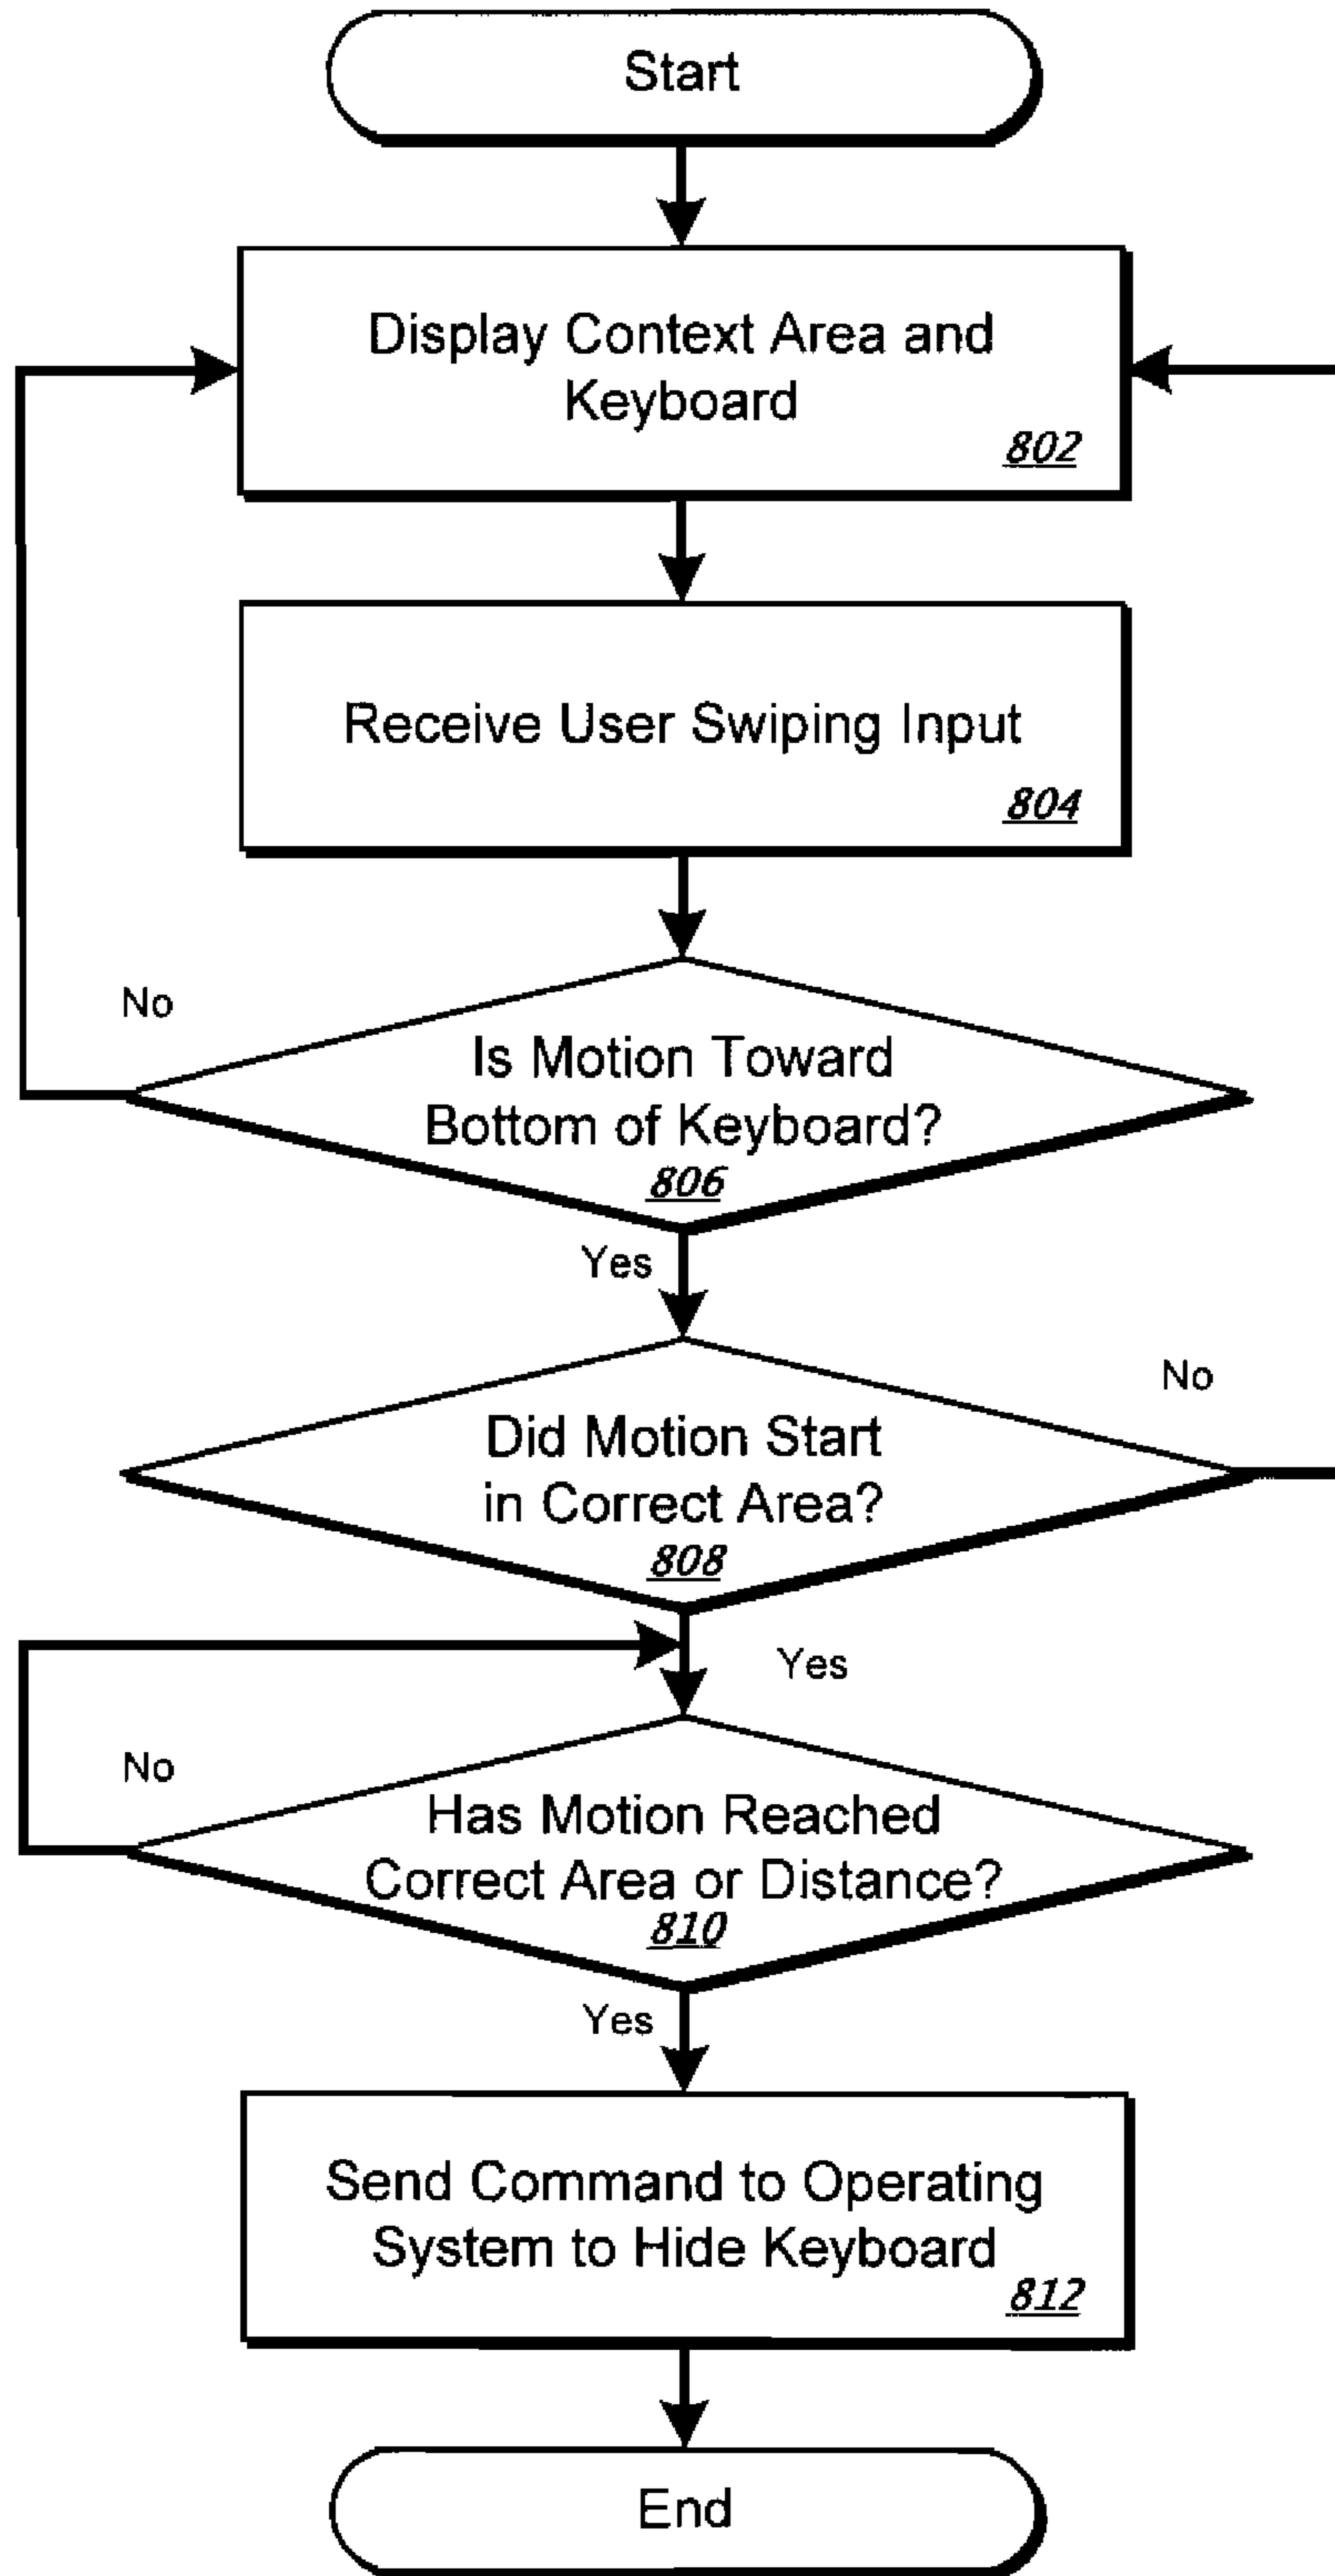 Start
Display Context Area and
Keyboard
802
Receive User Swiping Input
804
No
Is Motion Toward
Bottom of Keyboard?
806
Yes
No
Did Motion Start
in Correct Area?
808
Yes
No
Has Motion Reached
Correct Area or Distance?
810
Yes
Send Command to Operating
System to Hide Keyboard
812
End